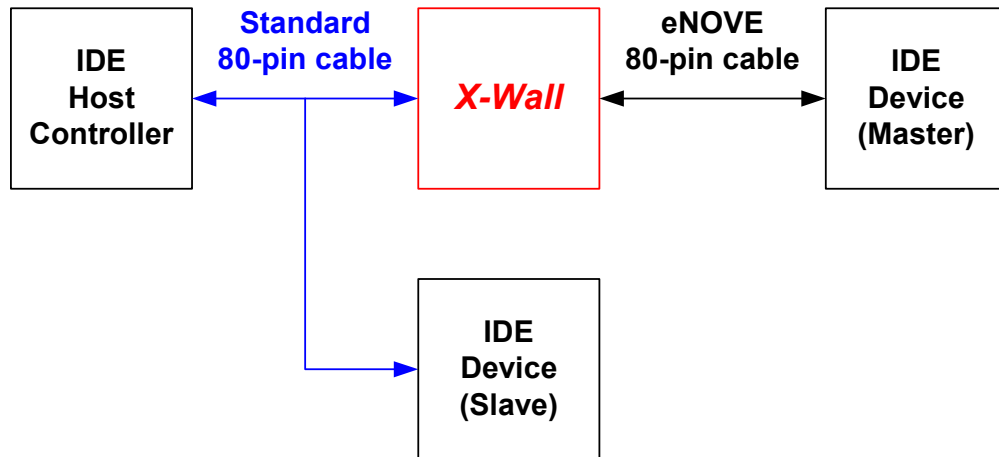 IDE
Host
Controller
Standard
80-pin cable
X-Wall
eNOVE
80-pin cable
IDE
Device
(Master)
IDE
Device
(Slave)